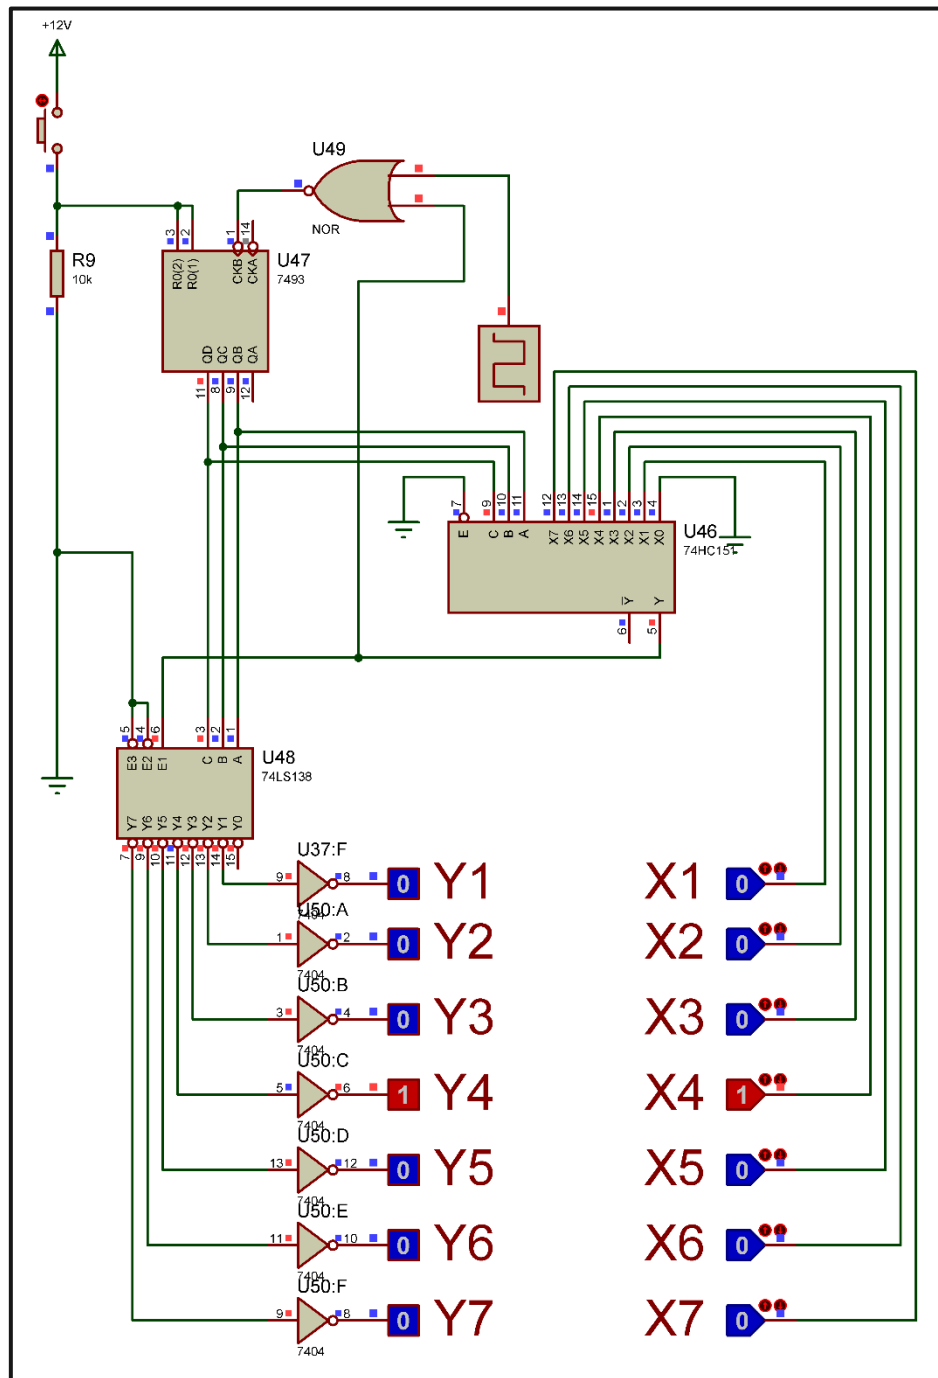 +12V
U49
NOR
R9
10k
3
2
R0(2)
R0(1)
1
14
CKB
CKA
U47
7493
QD
QC
QB
QA
11
8
9
12
7
9
10
11
12
13
14
15
1
2
3
4
E
C
B
A
X7
X6
X5
X4
X3
X2
X1
X0
U46
74HC151
Y
Y
6
5
5
4
6
3
2
1
E3
E2
E1
C
B
A
U48
74LS138
Y7
Y6
Y5
Y4
Y3
Y2
Y1
Y0
7
9
10
11
12
13
14
15
U37:F
9
8
0
Y1
X1
0
7404
U50:A
1
2
0
Y2
X2
0
7404
U50:B
3
4
0
Y3
X3
0
7404
U50:C
5
6
1
Y4
X4
1
7404
U50:D
13
12
0
Y5
X5
0
7404
U50:E
11
10
0
Y6
X6
0
7404
U50:F
9
8
0
Y7
X7
0
7404